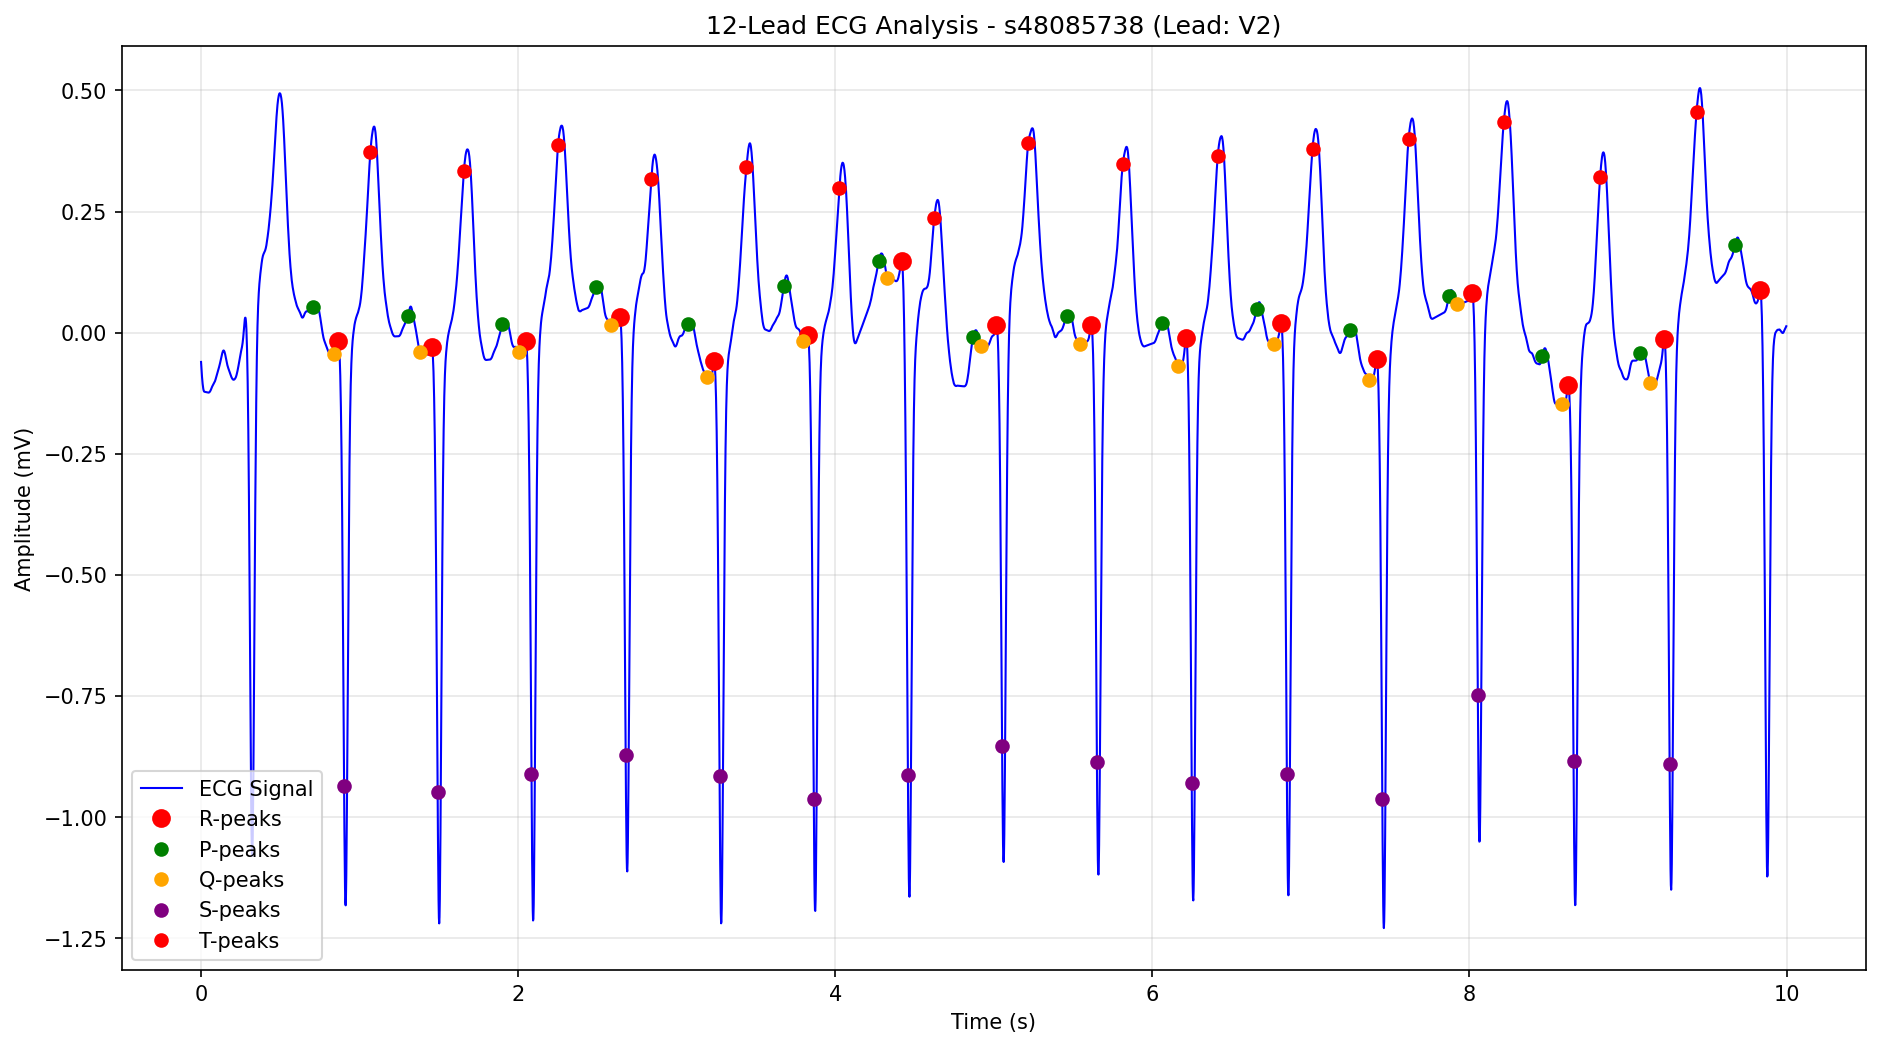 12-Lead ECG Analysis - s48085738 (Lead: V2)
Amplitude (mV)
0.50
0.25
0.00
−0.25
−0.50
−0.75
−1.00
−1.25
ECG Signal
R-peaks
P-peaks
Q-peaks
S-peaks
T-peaks
0 2 4 6 8 10
Time (s)